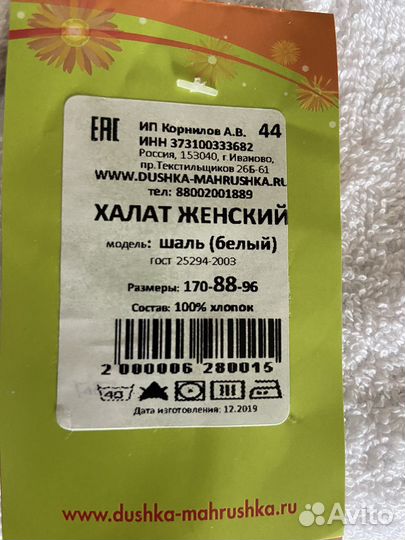 EAC ИП Корнилов А.В. 44
ИНН 373100333682
Россия, 153040, г Иваново,
пр.Текстильщиков 26Б-61
WWW.DUSHKA-MAHRUSHKA.RU
тел: 88002001889
ХАЛАТ ЖЕНСКИЙ
модель: шаль (белый)
ГОСТ 25294-2003
Размеры: 170-88-96
Состав: 100% хлопок
2 000006 280015
40
Дата изготовления: 12.2019
www.dushka-mahrushka.ru
Avito